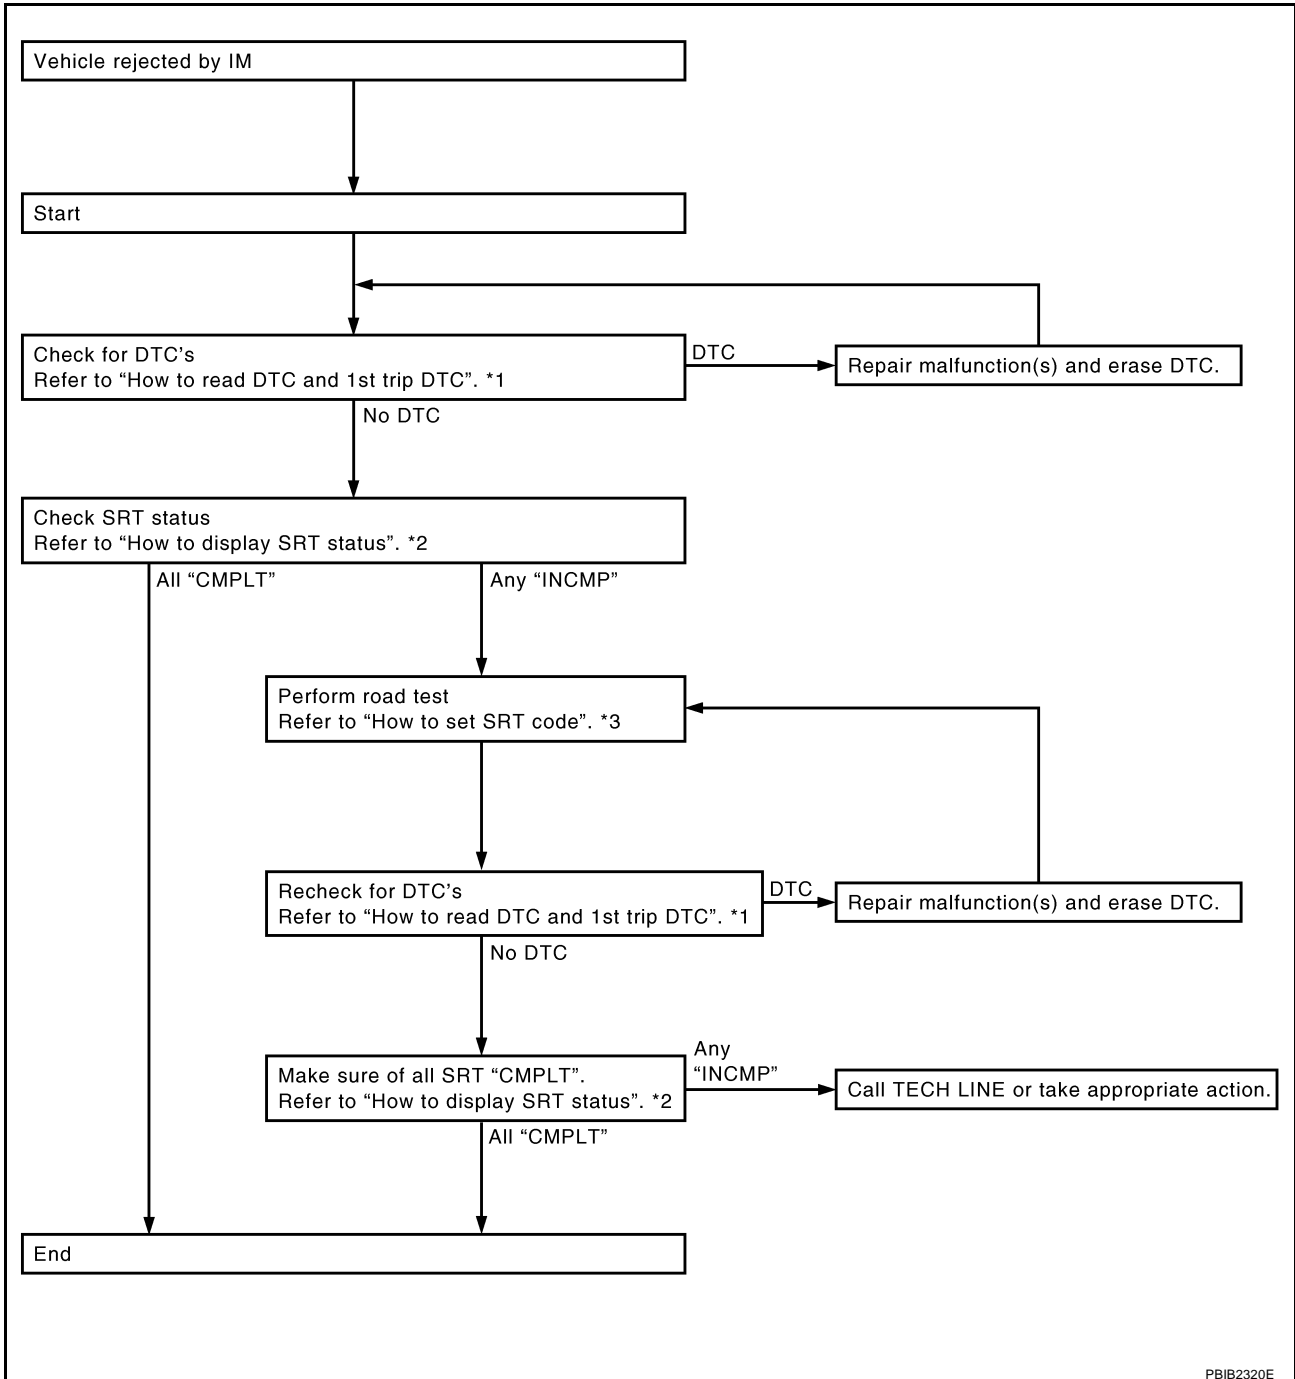 Vehicle rejected by IM
Start
Check for DTC's
Refer to “How to read DTC and 1st trip DTC”. *1
DTC
Repair malfunction(s) and erase DTC.
No DTC
Check SRT status
Refer to “How to display SRT status”. *2
All “CMPLT”
Any “INCMP”
Perform road test
Refer to “How to set SRT code”. *3
Recheck for DTC's
Refer to “How to read DTC and 1st trip DTC”. *1
DTC
Repair malfunction(s) and erase DTC.
No DTC
Make sure of all SRT “CMPLT”.
Refer to “How to display SRT status”. *2
Any
“INCMP”
Call TECH LINE or take appropriate action.
All “CMPLT”
End
PBIB2320E